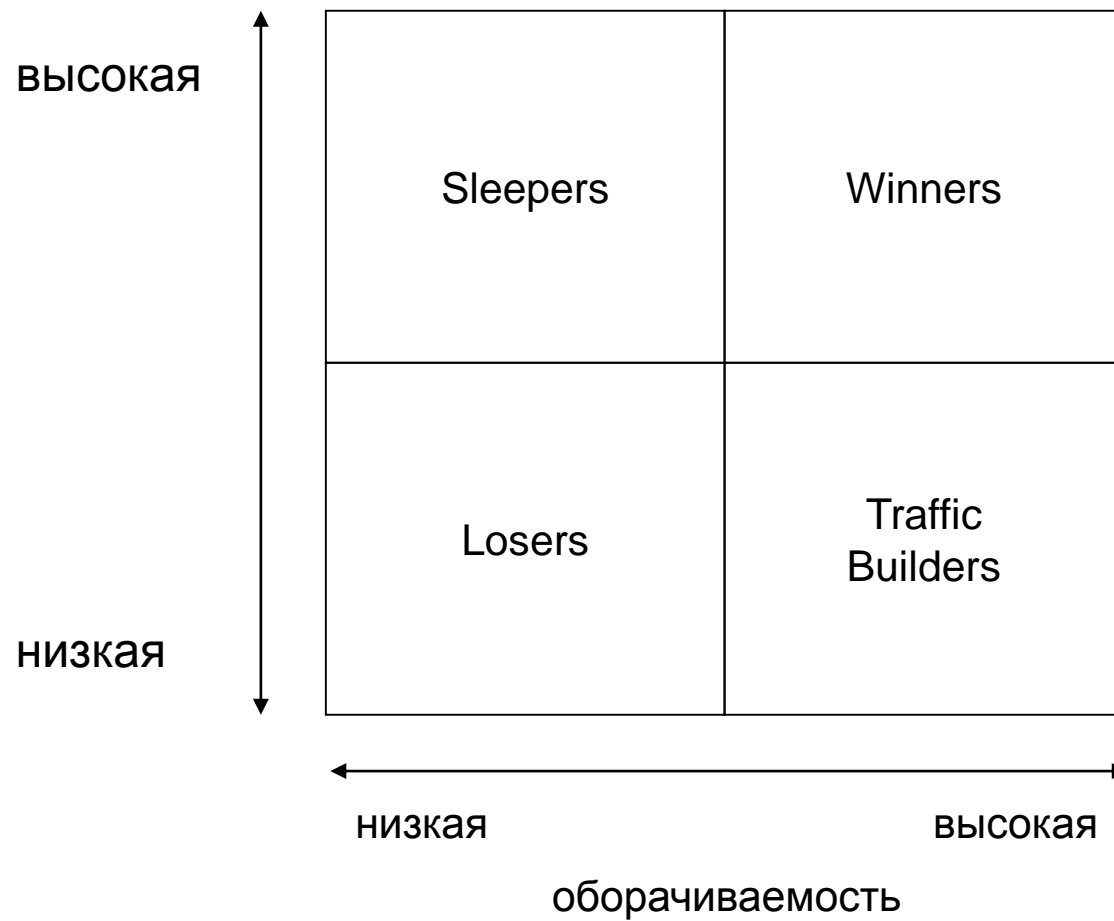 высокая
Sleepers
Winners
Losers
Traffic
Builders
низкая
низкая
высокая
оборачиваемость